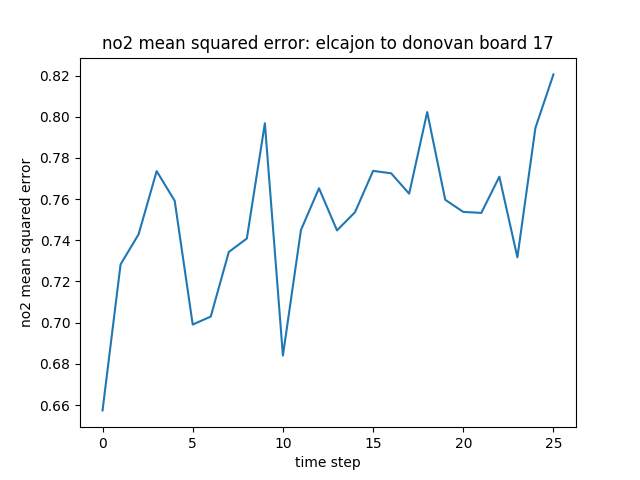 no2 mean squared error: elcajon to donovan board 17
no2 mean squared error
0.82
0.80
0.78
0.76
0.74
0.72
0.70
0.68
0.66
0 5 10 15 20 25
time step